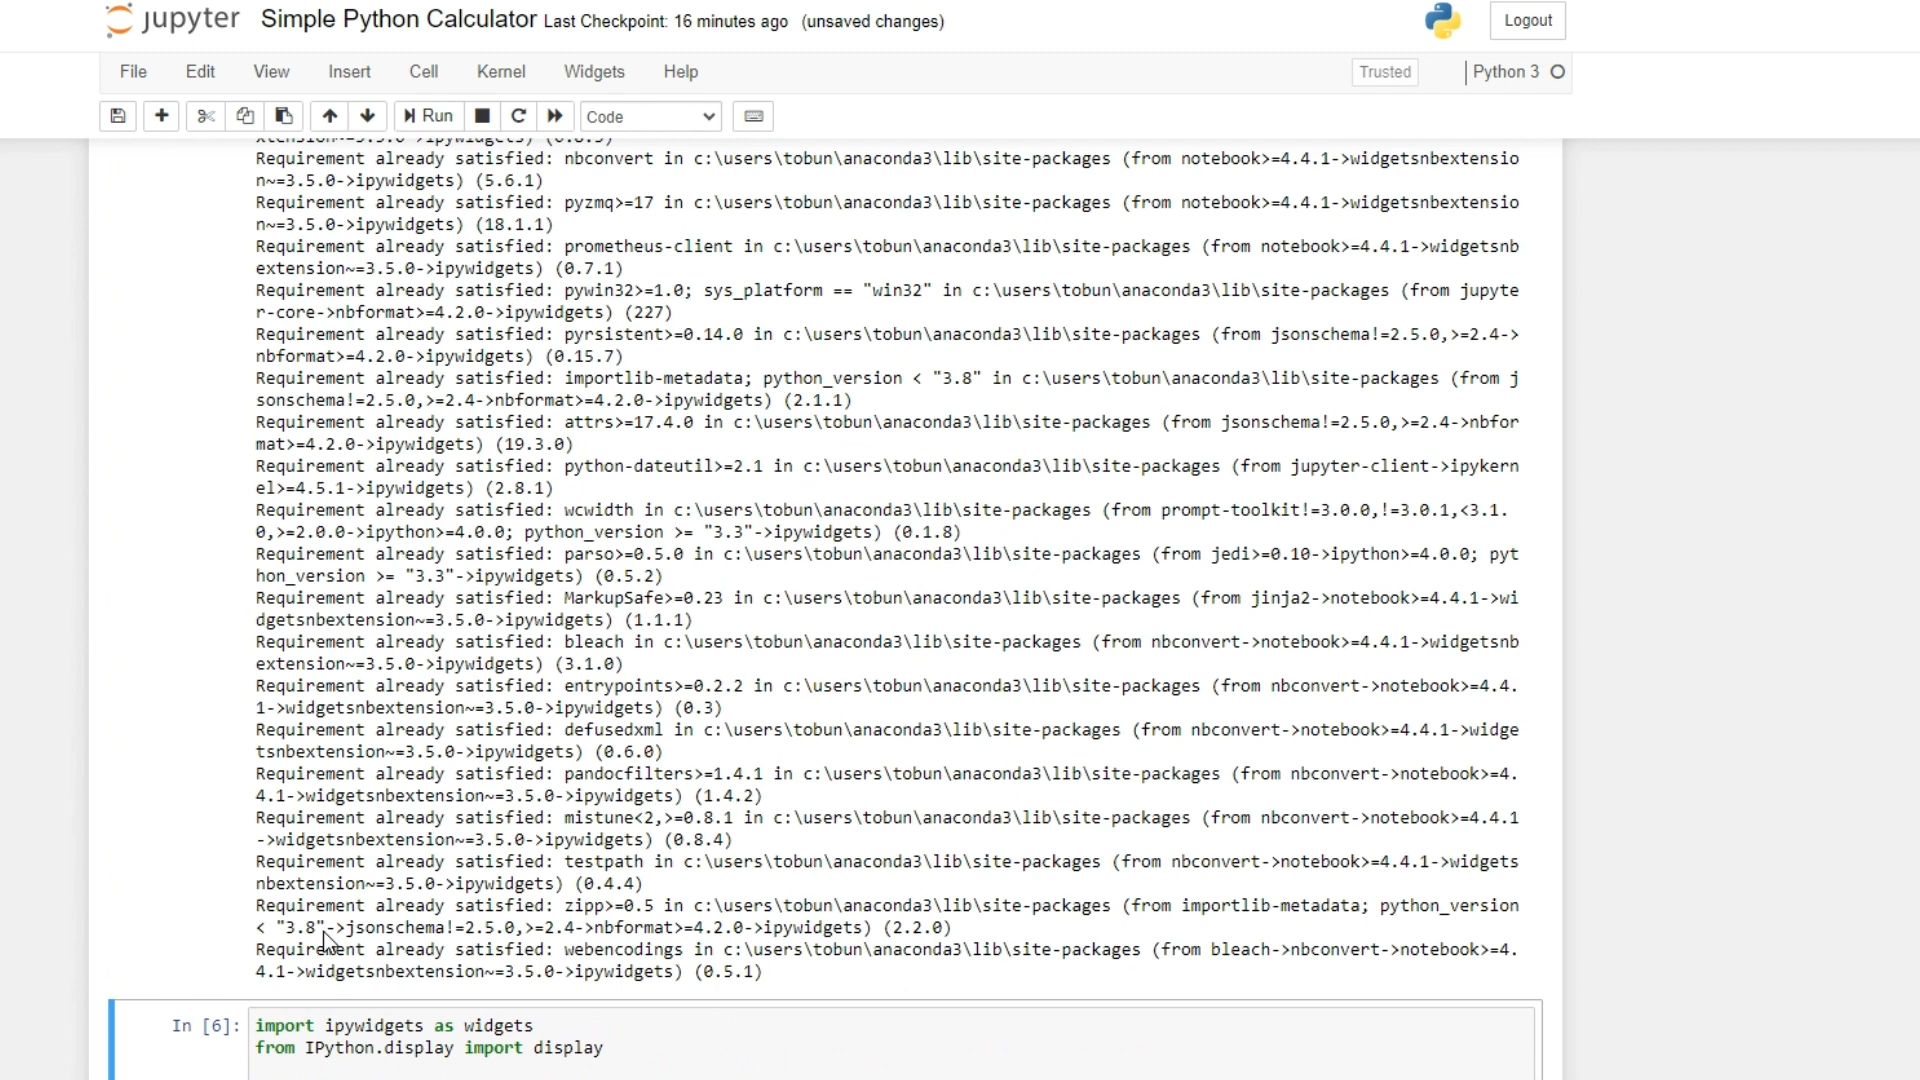 jupyter Simple Python Calculator Last Checkpoint: 16 minutes ago (unsaved changes) Logout
File Edit View Insert Cell Kernel Widgets Help Trusted Python 3
Run Code
xtension~=3.5.0->ipywidgets) (0.8.3)
Requirement already satisfied: nbconvert in c:\users\tobun\anaconda3\lib\site-packages (from notebook>=4.4.1->widgetsnbextensio
n~=3.5.0->ipywidgets) (5.6.1)
Requirement already satisfied: pyzmq>=17 in c:\users\tobun\anaconda3\lib\site-packages (from notebook>=4.4.1->widgetsnbextensio
n~=3.5.0->ipywidgets) (18.1.1)
Requirement already satisfied: prometheus-client in c:\users\tobun\anaconda3\lib\site-packages (from notebook>=4.4.1->widgetsnb
extension~=3.5.0->ipywidgets) (0.7.1)
Requirement already satisfied: pywin32>=1.0; sys_platform == "win32" in c:\users\tobun\anaconda3\lib\site-packages (from jupyte
r-core->nbformat>=4.2.0->ipywidgets) (227)
Requirement already satisfied: pyrsistent>=0.14.0 in c:\users\tobun\anaconda3\lib\site-packages (from jsonschema!=2.5.0,>=2.4->
nbformat>=4.2.0->ipywidgets) (0.15.7)
Requirement already satisfied: importlib-metadata; python_version < "3.8" in c:\users\tobun\anaconda3\lib\site-packages (from j
sonschema!=2.5.0,>=2.4->nbformat>=4.2.0->ipywidgets) (2.1.1)
Requirement already satisfied: attrs>=17.4.0 in c:\users\tobun\anaconda3\lib\site-packages (from jsonschema!=2.5.0,>=2.4->nbfor
mat>=4.2.0->ipywidgets) (19.3.0)
Requirement already satisfied: python-dateutil>=2.1 in c:\users\tobun\anaconda3\lib\site-packages (from jupyter-client->ipykern
el>=4.5.1->ipywidgets) (2.8.1)
Requirement already satisfied: wcwidth in c:\users\tobun\anaconda3\lib\site-packages (from prompt-toolkit!=3.0.0,!=3.0.1,<3.1.
0,>=2.0.0->ipython>=4.0.0; python_version >= "3.3"->ipywidgets) (0.1.8)
Requirement already satisfied: parso>=0.5.0 in c:\users\tobun\anaconda3\lib\site-packages (from jedi>=0.10->ipython>=4.0.0; pyt
hon_version >= "3.3"->ipywidgets) (0.5.2)
Requirement already satisfied: MarkupSafe>=0.23 in c:\users\tobun\anaconda3\lib\site-packages (from jinja2->notebook>=4.4.1->wi
dgetsnbextension~=3.5.0->ipywidgets) (1.1.1)
Requirement already satisfied: bleach in c:\users\tobun\anaconda3\lib\site-packages (from nbconvert->notebook>=4.4.1->widgetsnb
extension~=3.5.0->ipywidgets) (3.1.0)
Requirement already satisfied: entrypoints>=0.2.2 in c:\users\tobun\anaconda3\lib\site-packages (from nbconvert->notebook>=4.4.
1->widgetsnbextension~=3.5.0->ipywidgets) (0.3)
Requirement already satisfied: defusedxml in c:\users\tobun\anaconda3\lib\site-packages (from nbconvert->notebook>=4.4.1->widge
tsnbextension~=3.5.0->ipywidgets) (0.6.0)
Requirement already satisfied: pandocfilters>=1.4.1 in c:\users\tobun\anaconda3\lib\site-packages (from nbconvert->notebook>=4.
4.1->widgetsnbextension~=3.5.0->ipywidgets) (1.4.2)
Requirement already satisfied: mistune<2,>=0.8.1 in c:\users\tobun\anaconda3\lib\site-packages (from nbconvert->notebook>=4.4.1
->widgetsnbextension~=3.5.0->ipywidgets) (0.8.4)
Requirement already satisfied: testpath in c:\users\tobun\anaconda3\lib\site-packages (from nbconvert->notebook>=4.4.1->widgets
nbextension~=3.5.0->ipywidgets) (0.4.4)
Requirement already satisfied: zipp>=0.5 in c:\users\tobun\anaconda3\lib\site-packages (from importlib-metadata; python_version
< "3.8"->jsonschema!=2.5.0,>=2.4->nbformat>=4.2.0->ipywidgets) (2.2.0)
Requirement already satisfied: webencodings in c:\users\tobun\anaconda3\lib\site-packages (from bleach->nbconvert->notebook>=4.
4.1->widgetsnbextension~=3.5.0->ipywidgets) (0.5.1)
In [6]: import ipywidgets as widgets
from IPython.display import display